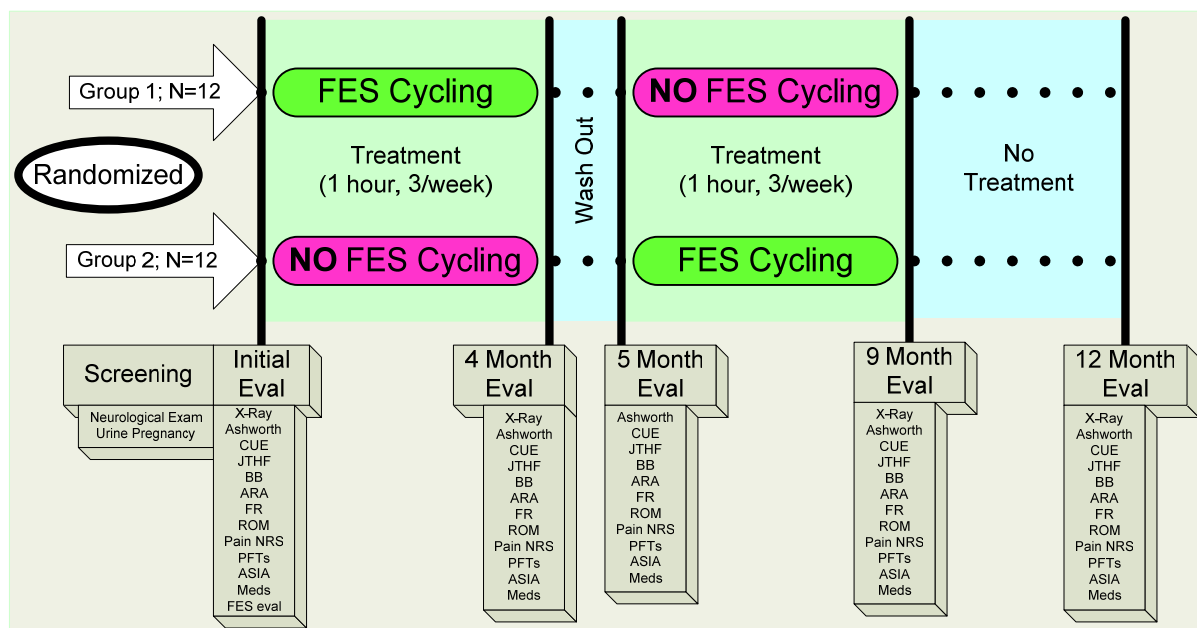 Group 1; N=12
FES Cycling
NO FES Cycling
Randomized
Treatment
(1 hour, 3/week)
Wash Out
Treatment
(1 hour, 3/week)
No
Treatment
Group 2; N=12
NO FES Cycling
FES Cycling
Screening
Neurological Exam
Urine Pregnancy
Initial
Eval
X-Ray
Ashworth
CUE
JTHF
BB
ARA
FR
ROM
Pain NRS
PFTs
ASIA
Meds
FES eval
4 Month
Eval
X-Ray
Ashworth
CUE
JTHF
BB
ARA
FR
ROM
Pain NRS
PFTs
ASIA
Meds
5 Month
Eval
Ashworth
CUE
JTHF
BB
ARA
FR
ROM
Pain NRS
PFTs
ASIA
Meds
9 Month
Eval
X-Ray
Ashworth
CUE
JTHF
BB
ARA
FR
ROM
Pain NRS
PFTs
ASIA
Meds
12 Month
Eval
X-Ray
Ashworth
CUE
JTHF
BB
ARA
FR
ROM
Pain NRS
PFTs
ASIA
Meds